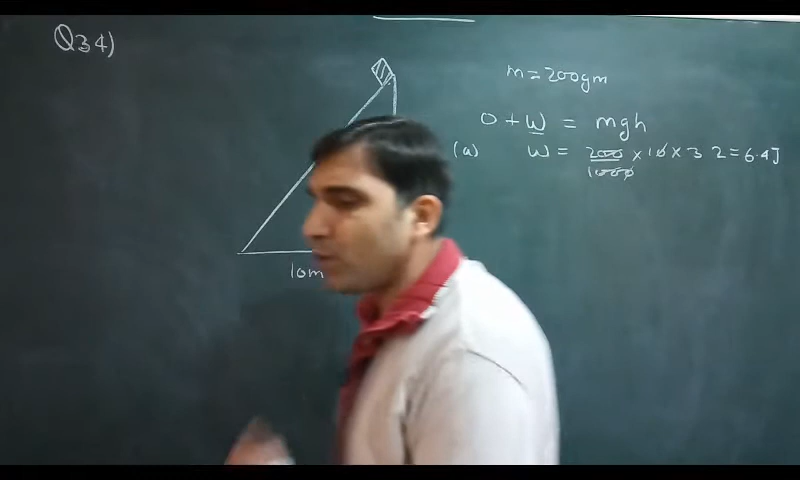 Q34)
m = 200gm
0 + W = mgh
(a) W = 200/1000 × 10 × 3 2 = 6.4J
10m